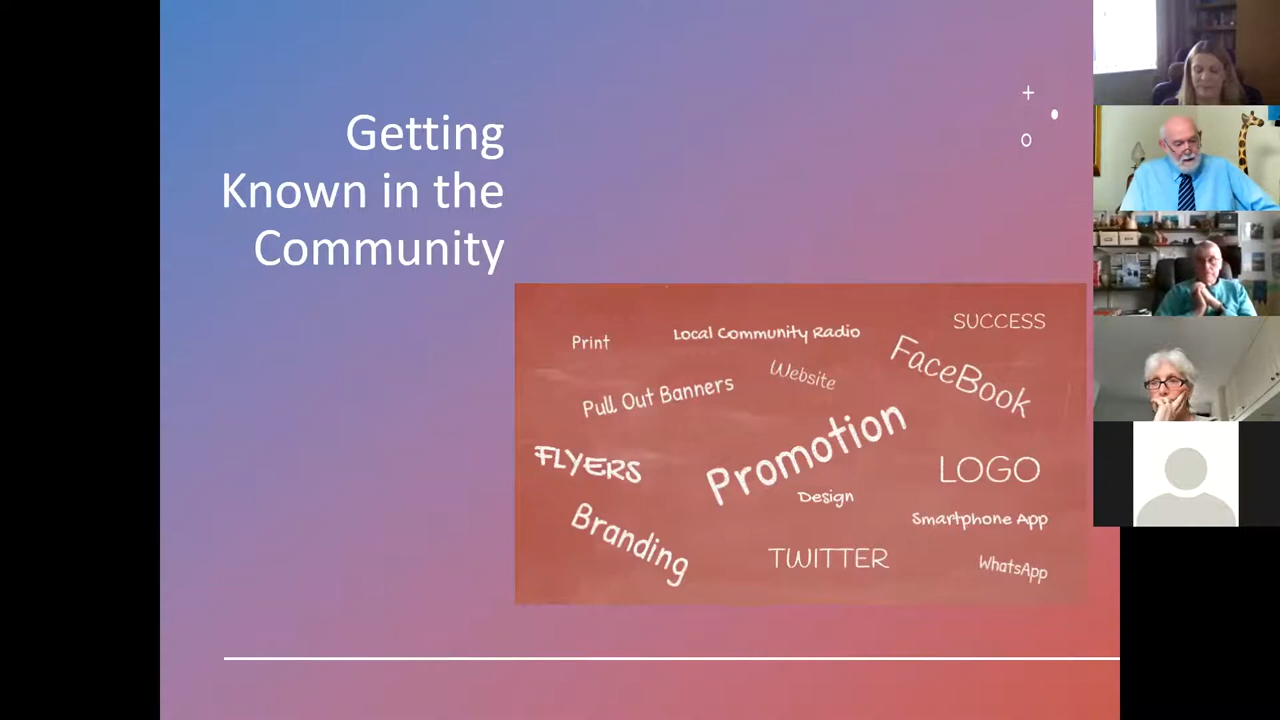 Getting
Known in the
Community
SUCCESS
Print
Local Community Radio
FaceBook
Website
Pull Out Banners
Promotion
FLYERS
LOGO
Design
Smartphone App
Branding
TWITTER
WhatsApp